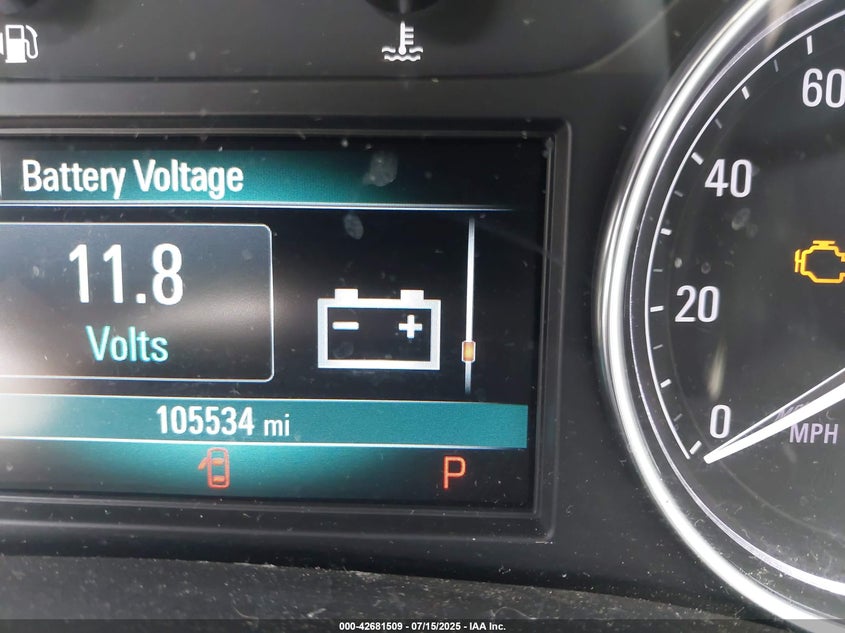 Battery Voltage
11.8
Volts
105534 mi
P
60
40
20
0
MPH
000-42681509 - 07/15/2025 - IAA Inc.